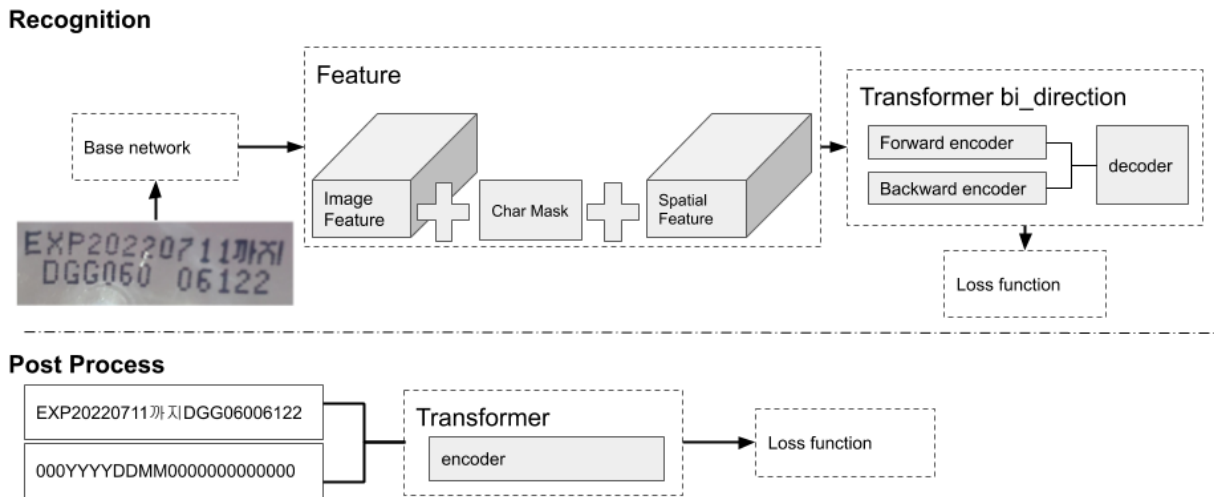 Recognition
Feature
Transformer bi_direction
Base network
Forward encoder
decoder
Backward encoder
Image
Feature
Char Mask
Spatial
Feature
EXP20220711까지
DGG060 06122
Loss function
Post Process
EXP20220711까지DGG06006122
Transformer
encoder
Loss function
000YYYYDDMM0000000000000